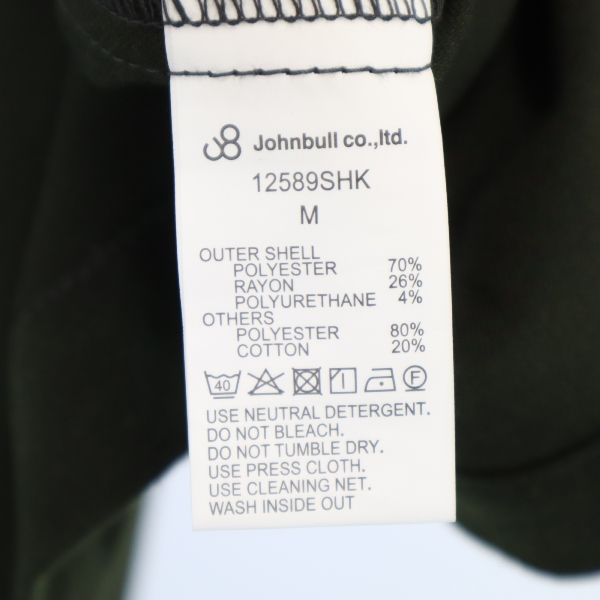 Johnbull co.,ltd.
12589SHK
M
OUTER SHELL
POLYESTER 70%
RAYON 26%
POLYURETHANE 4%
OTHERS
POLYESTER 80%
COTTON 20%
40 F
USE NEUTRAL DETERGENT.
DO NOT BLEACH.
DO NOT TUMBLE DRY.
USE PRESS CLOTH.
USE CLEANING NET.
WASH INSIDE OUT